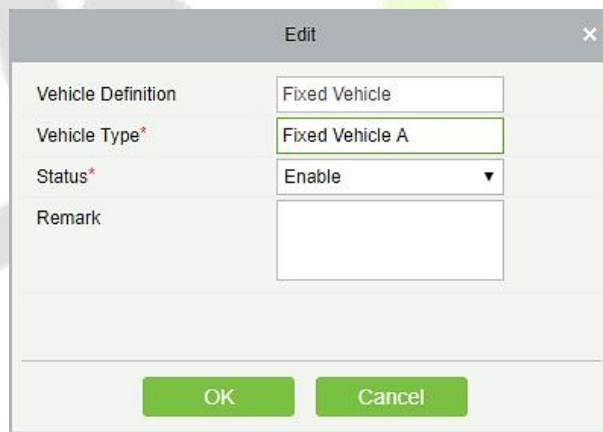 Edit
Vehicle Definition Fixed Vehicle
Vehicle Type* Fixed Vehicle A
Status* Enable
Remark
OK Cancel